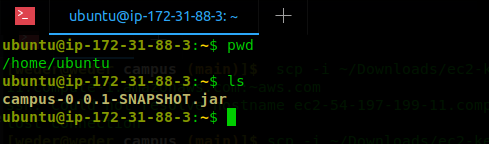 ubuntu@ip-172-31-88-3: ~
ubuntu@ip-172-31-88-3:~$ pwd
/home/ubuntu
ubuntu@ip-172-31-88-3:~$ ls
campus-0.0.1-SNAPSHOT.jar
ubuntu@ip-172-31-88-3:~$